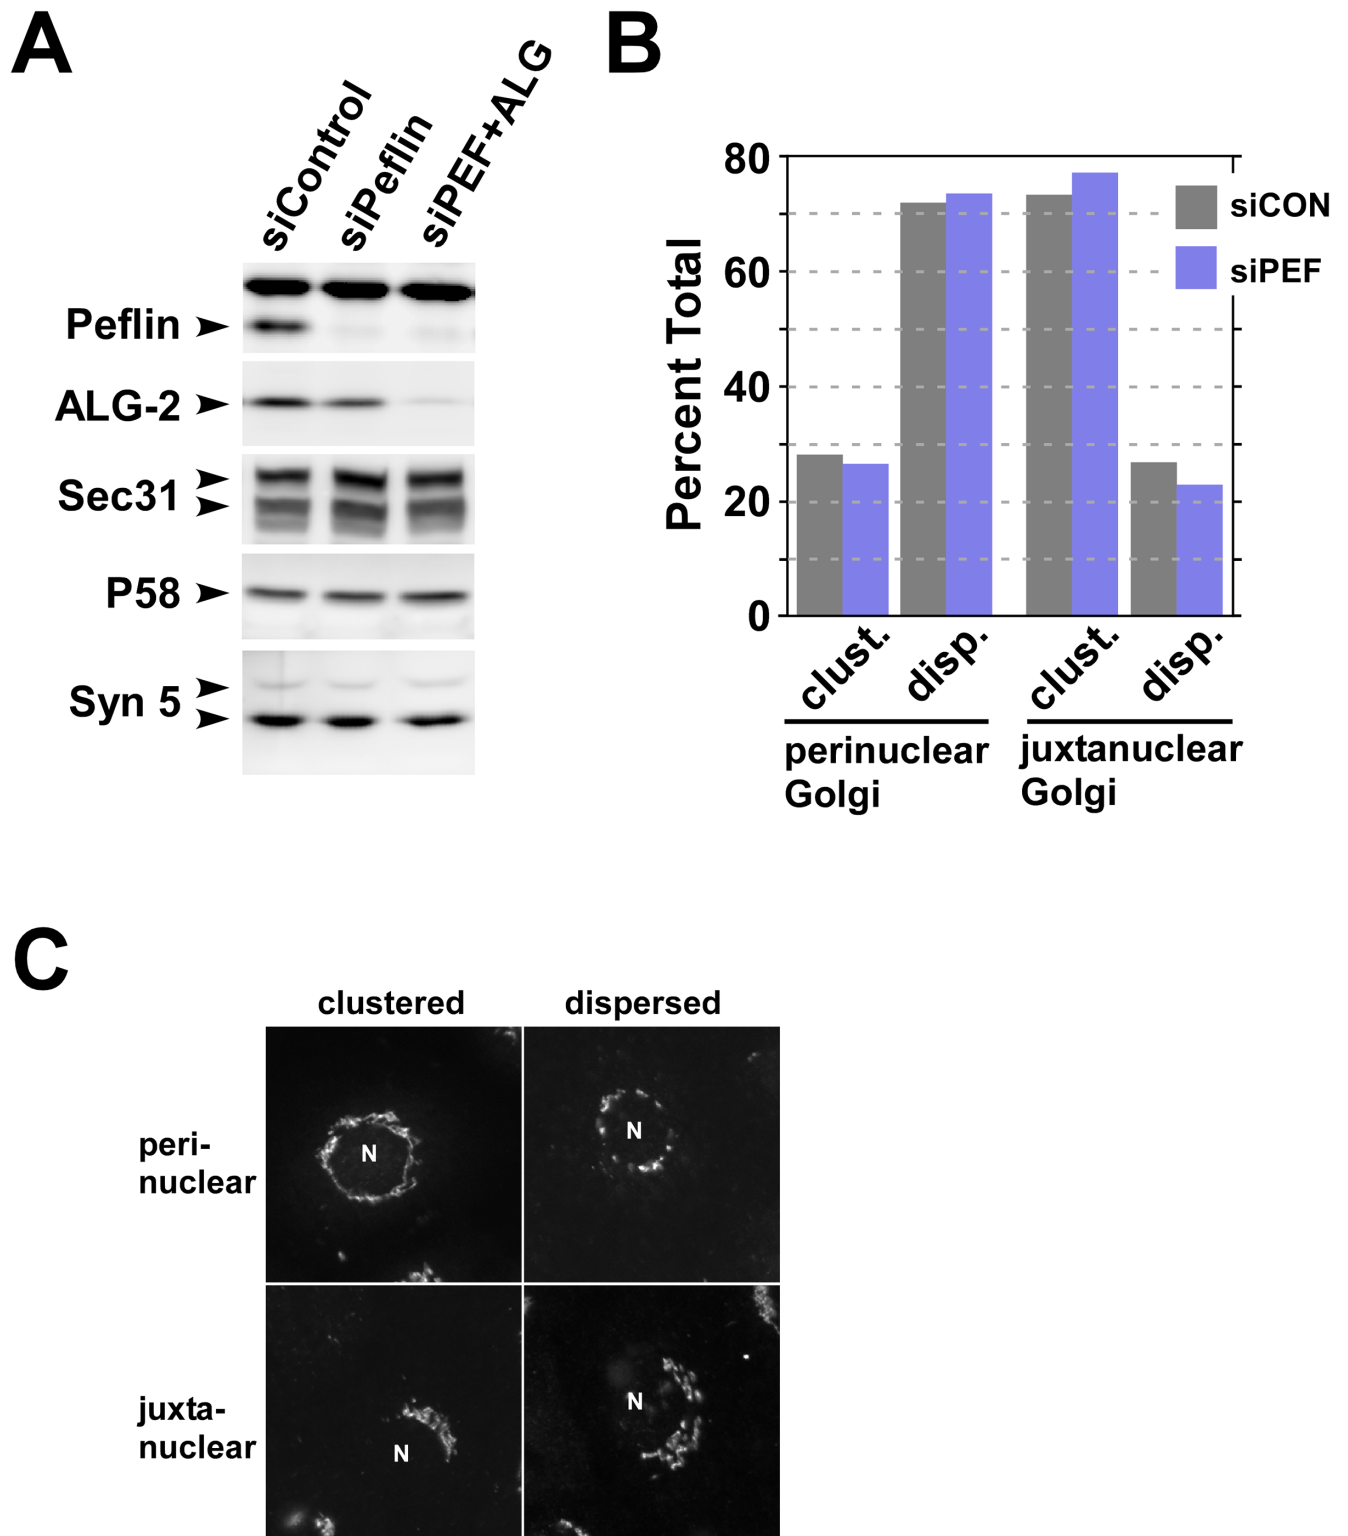 A
siControl
siPeflin
siPEF+ALG
Peflin
ALG-2
Sec31
P58
Syn 5
B
Percent Total
80
60
40
20
0
siCON
siPEF
clust.
disp.
clust.
disp.
perinuclear
Golgi
juxtanuclear
Golgi
C
clustered
dispersed
peri-
nuclear
N
N
juxta-
nuclear
N
N